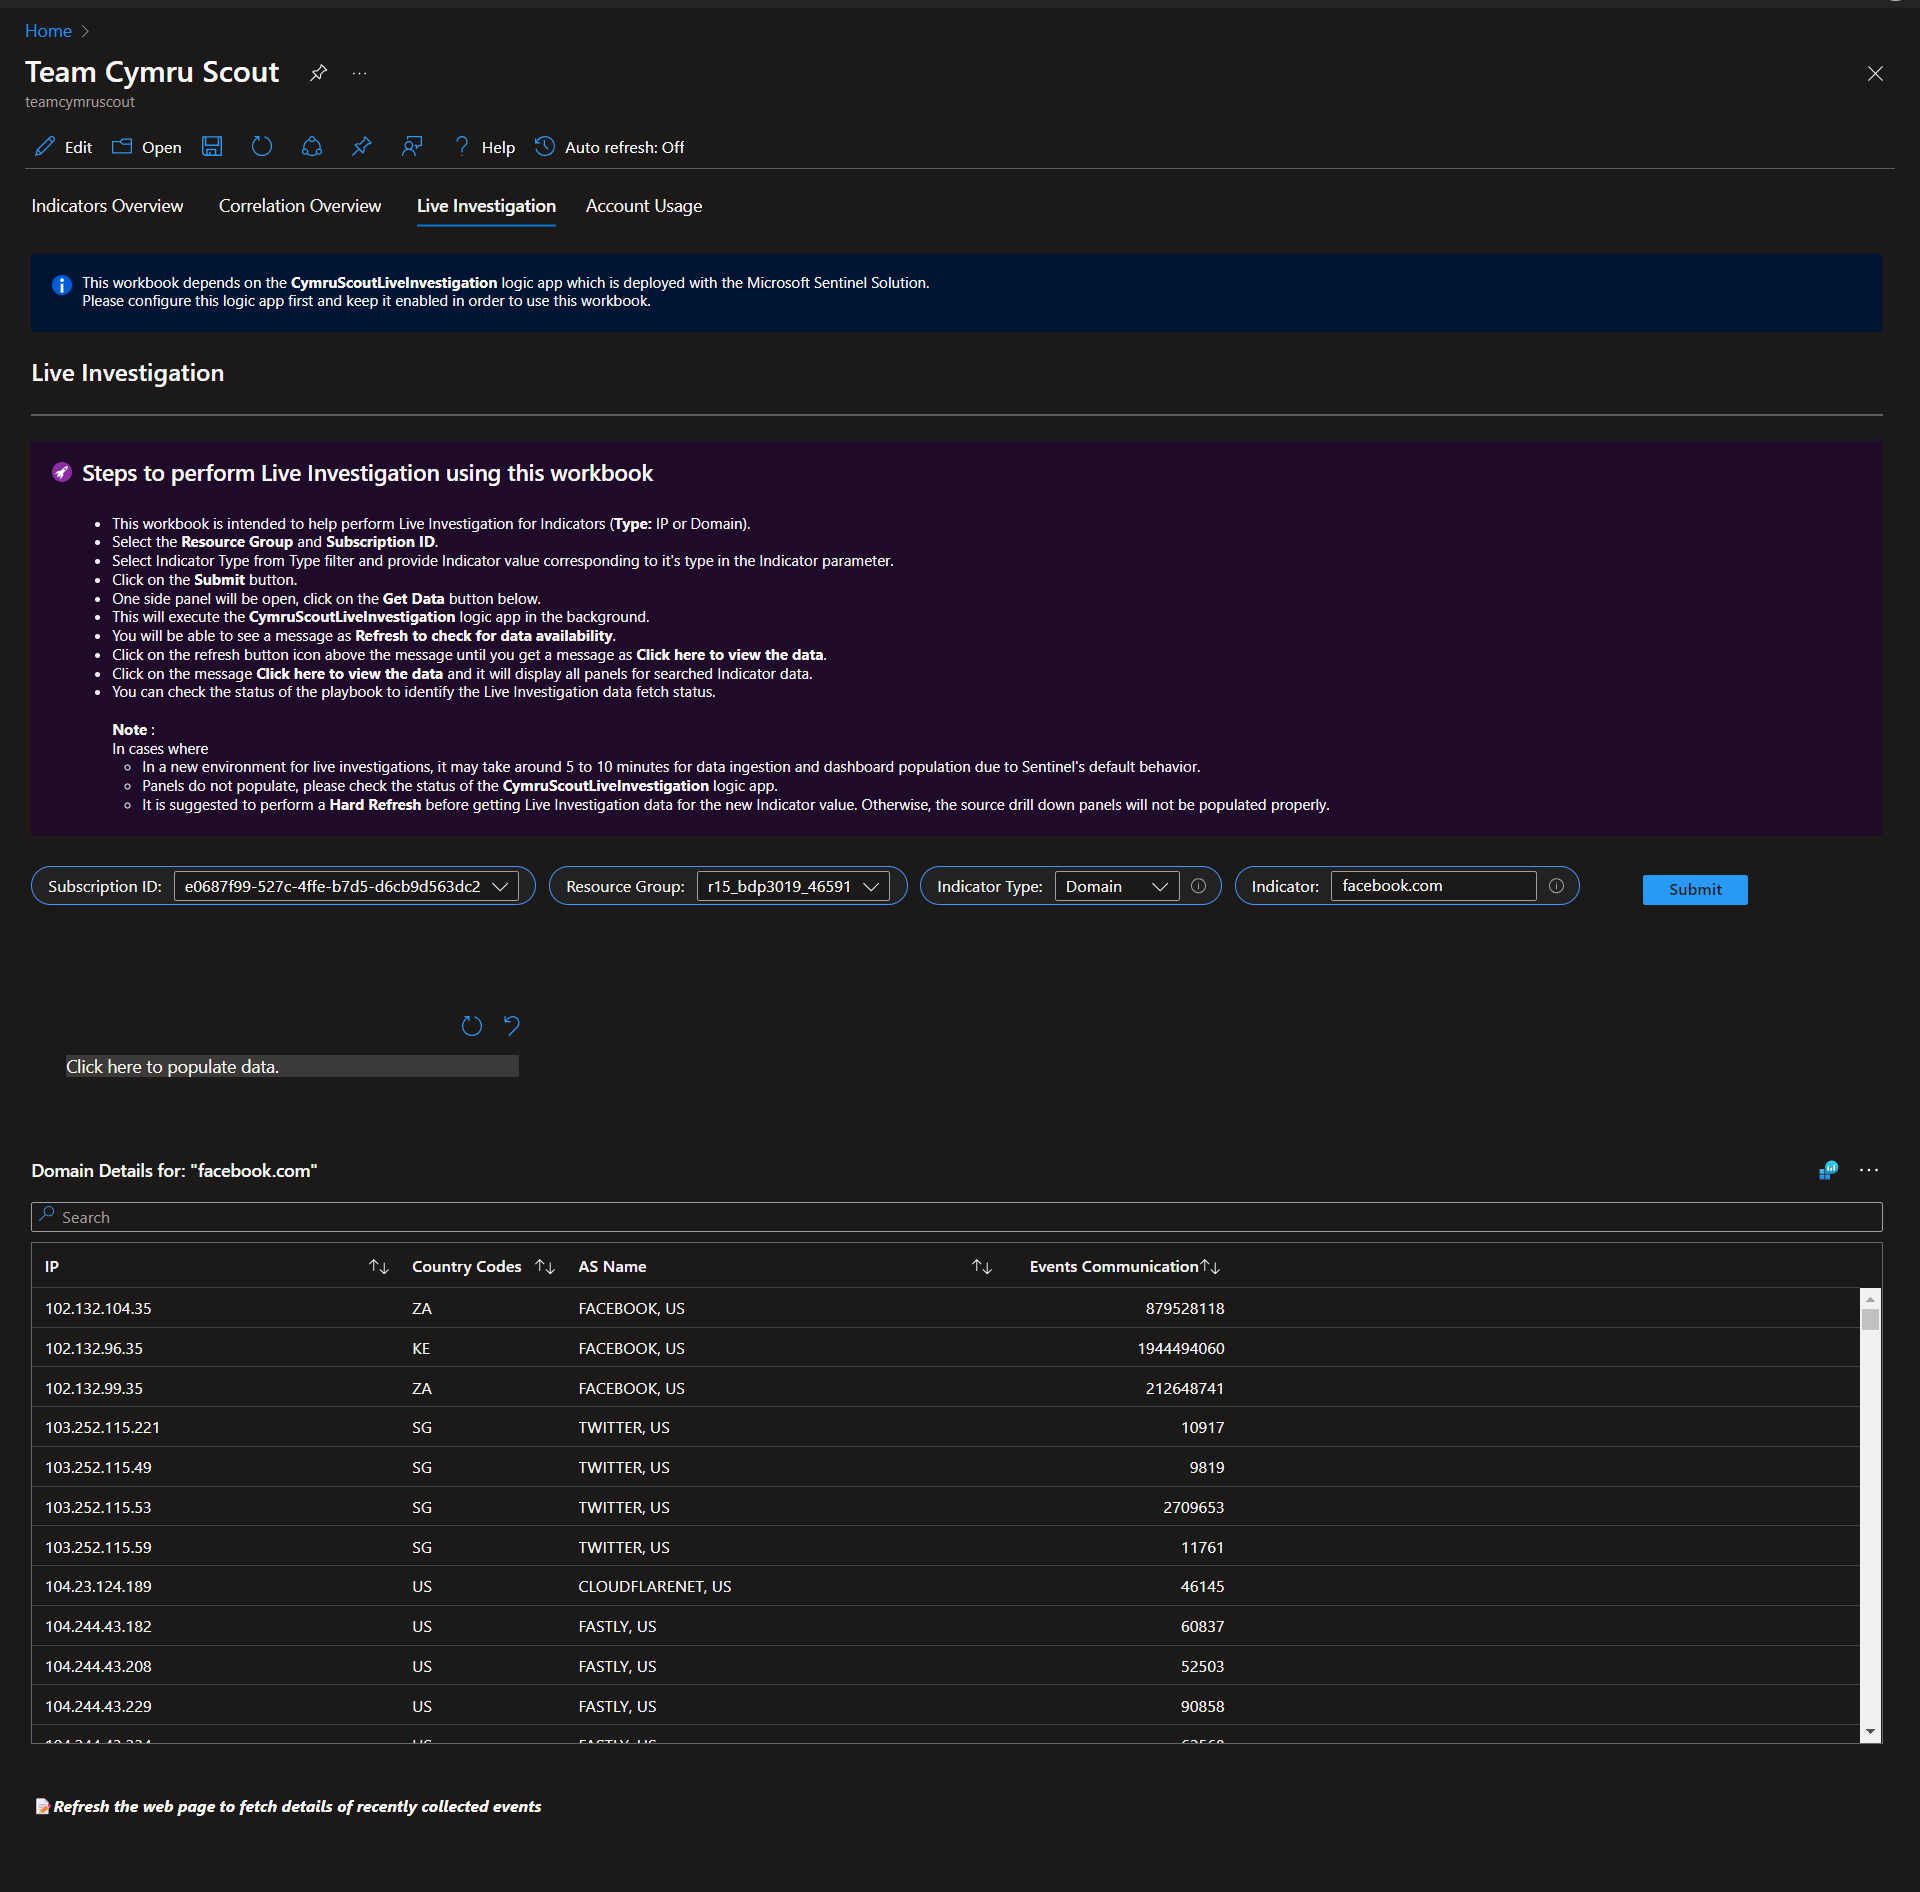 Home
Team Cymru Scout
teamcymruscout
Edit Open Help Auto refresh: Off
Indicators Overview Correlation Overview Live Investigation Account Usage
This workbook depends on the CymruScoutLiveInvestigation logic app which is deployed with the Microsoft Sentinel Solution.
Please configure this logic app first and keep it enabled in order to use this workbook.
Live Investigation
Steps to perform Live Investigation using this workbook
This workbook is intended to help perform Live Investigation for Indicators (Type: IP or Domain).
Select the Resource Group and Subscription ID.
Select Indicator Type from Type filter and provide Indicator value corresponding to it's type in the Indicator parameter.
Click on the Submit button.
One side panel will be open, click on the Get Data button below.
This will execute the CymruScoutLiveInvestigation logic app in the background.
You will be able to see a message as Refresh to check for data availability.
Click on the refresh button icon above the message until you get a message as Click here to view the data.
Click on the message Click here to view the data and it will display all panels for searched Indicator data.
You can check the status of the playbook to identify the Live Investigation data fetch status.
Note :
In cases where
In a new environment for live investigations, it may take around 5 to 10 minutes for data ingestion and dashboard population due to Sentinel's default behavior.
Panels do not populate, please check the status of the CymruScoutLiveInvestigation logic app.
It is suggested to perform a Hard Refresh before getting Live Investigation data for the new Indicator value. Otherwise, the source drill down panels will not be populated properly.
Subscription ID: e0687f99-527c-4ffe-b7d5-d6cb9d563dc2 Resource Group: r15_bdp3019_46591 Indicator Type: Domain Indicator: facebook.com Submit
Click here to populate data.
Domain Details for: "facebook.com"
Search
IP Country Codes AS Name Events Communication
102.132.104.35 ZA FACEBOOK, US 879528118
102.132.96.35 KE FACEBOOK, US 1944494060
102.132.99.35 ZA FACEBOOK, US 212648741
103.252.115.221 SG TWITTER, US 10917
103.252.115.49 SG TWITTER, US 9819
103.252.115.53 SG TWITTER, US 2709653
103.252.115.59 SG TWITTER, US 11761
104.23.124.189 US CLOUDFLARENET, US 46145
104.244.43.182 US FASTLY, US 60837
104.244.43.208 US FASTLY, US 52503
104.244.43.229 US FASTLY, US 90858
Refresh the web page to fetch details of recently collected events